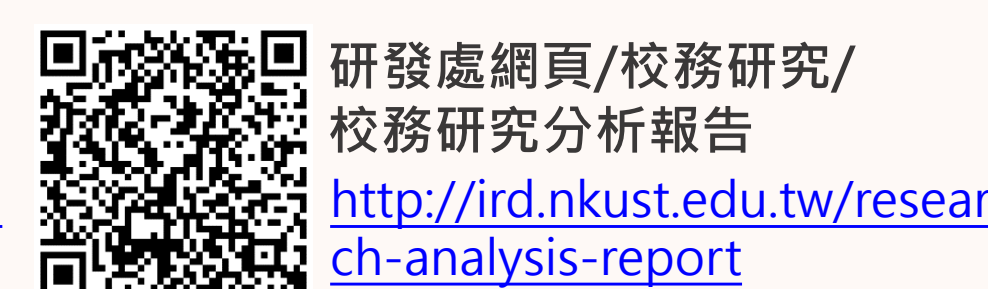 研發處網頁/校務研究/
校務研究分析報告
http://ird.nkust.edu.tw/resear
ch-analysis-report